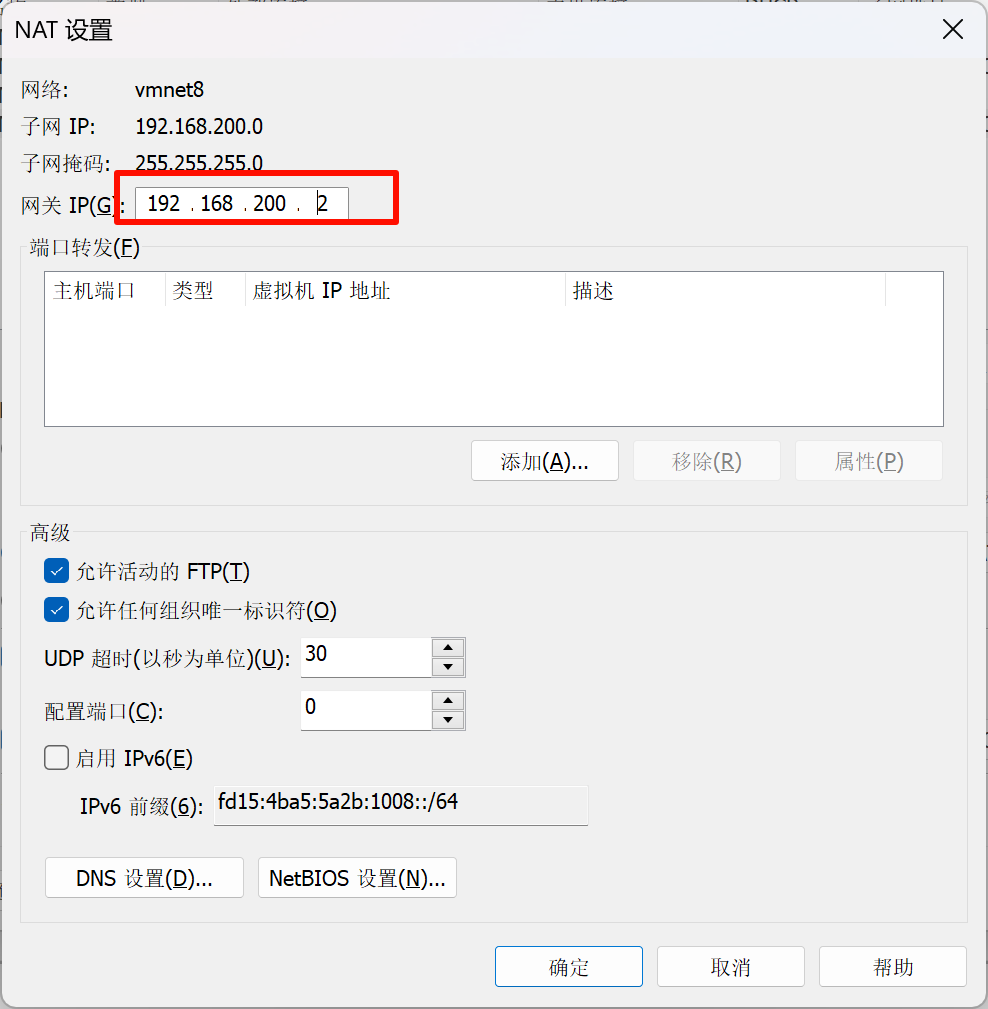 NAT 设置
网络: vmnet8
子网 IP: 192.168.200.0
子网掩码: 255.255.255.0
网关 IP(G): 192 . 168 . 200 . 2
端口转发(F)
主机端口 类型 虚拟机 IP 地址 描述
添加(A)... 移除(R) 属性(P)
高级
允许活动的 FTP(T)
允许任何组织唯一标识符(O)
UDP 超时(以秒为单位)(U): 30
配置端口(C): 0
启用 IPv6(E)
IPv6 前缀(6): fd15:4ba5:5a2b:1008::/64
DNS 设置(D)... NetBIOS 设置(N)...
确定 取消 帮助